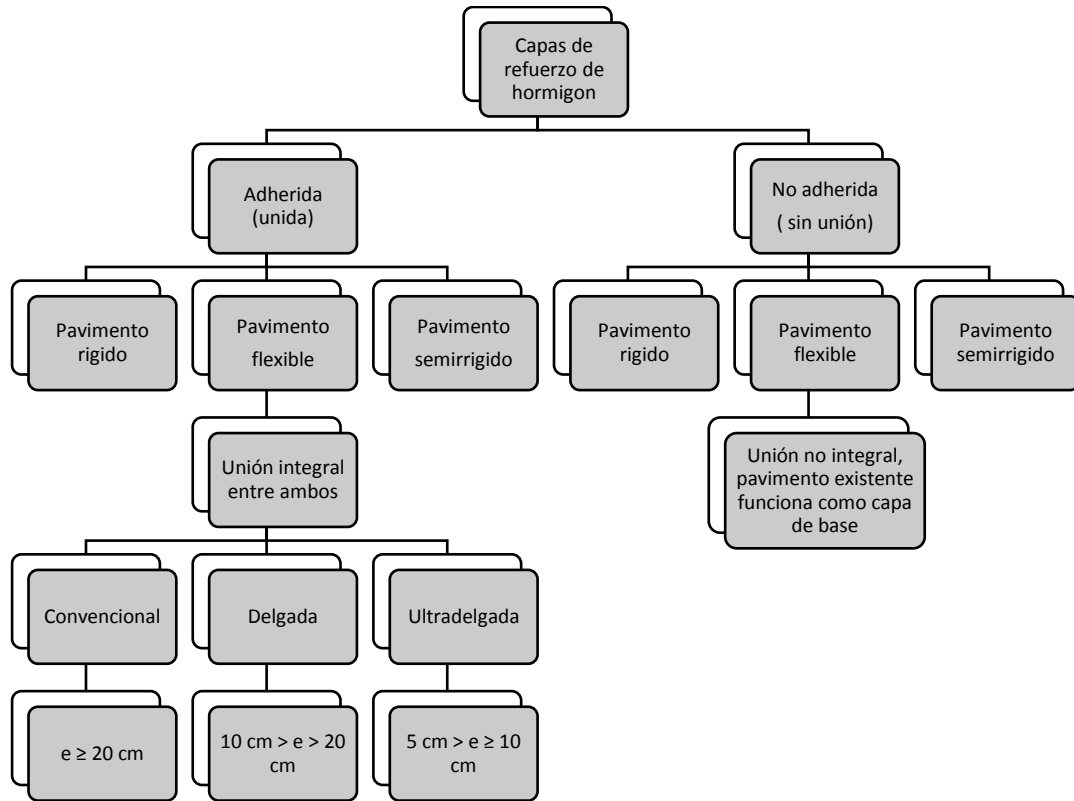 Capas de
refuerzo de
hormigon
Adherida
(unida)
No adherida
( sin unión)
Pavimento
rigido
Pavimento
flexible
Pavimento
semirrigido
Pavimento
rigido
Pavimento
flexible
Pavimento
semirrigido
Unión integral
entre ambos
Unión no integral,
pavimento existente
funciona como capa
de base
Convencional
Delgada
Ultradelgada
e ≥ 20 cm
10 cm > e > 20
cm
5 cm > e ≥ 10
cm